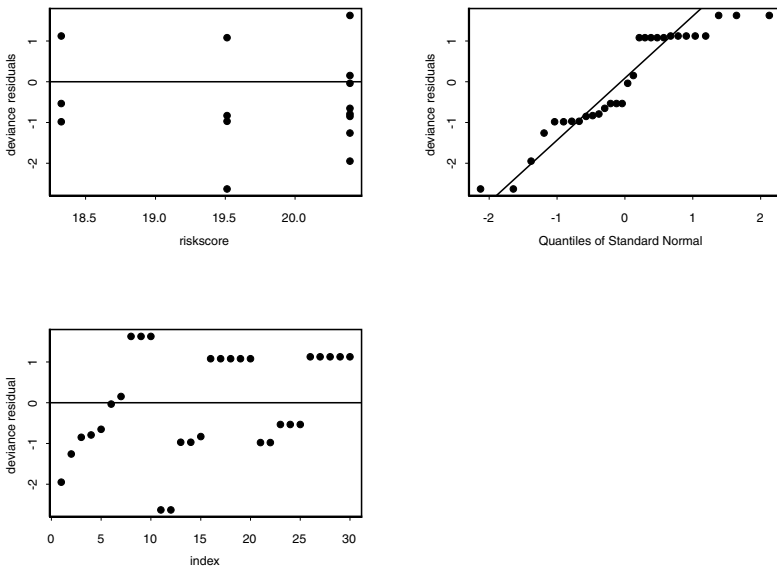 deviance residuals
1
0
-1
-2
18.5 19.0 19.5 20.0
riskscore
deviance residuals
1
0
-1
-2
-2 -1 0 1 2
Quantiles of Standard Normal
deviance residual
1
0
-1
-2
0 5 10 15 20 25 30
index